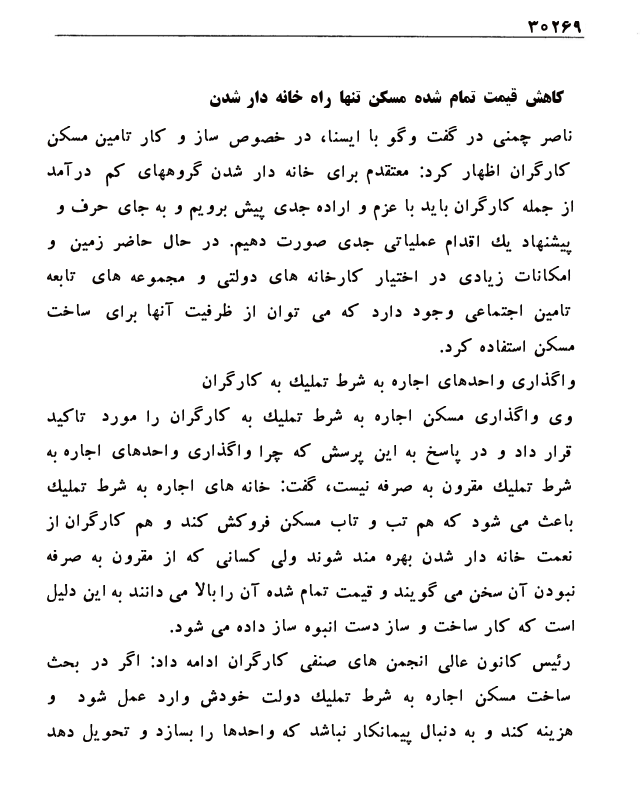 ۳۰۲۶۹
کاهش قیمت تمام شده مسکن تنها راه خانه دار شدن
ناصر چمنی در گفت وگو با ایسنا، در خصوص ساز و کار تامین مسکن
کارگران اظهار کرد: معتقدم برای خانه دار شدن گروههای کم درآمد
از جمله کارگران باید با عزم و اراده جدی پیش برویم و به جای حرف و
پیشنهاد یك اقدام عملیاتی جدی صورت دهیم. در حال حاضر زمین و
امکانات زیادی در اختیار کارخانه های دولتی و مجموعه های تابعه
تامین اجتماعی وجود دارد که می توان از ظرفیت آنها برای ساخت
مسکن استفاده کرد.
واگذاری واحدهای اجاره به شرط تملیك به کارگران
وی واگذاری مسکن اجاره به شرط تملیك به کارگران را مورد تاکید
قرار داد و در پاسخ به این پرسش که چرا واگذاری واحدهای اجاره به
شرط تملیك مقرون به صرفه نیست، گفت: خانه های اجاره به شرط تملیك
باعث می شود که هم تب و تاب مسکن فروکش کند و هم کارگران از
نعمت خانه دار شدن بهره مند شوند ولی کسانی که از مقرون به صرفه
نبودن آن سخن می گویند و قیمت تمام شده آن را بالا می دانند به این دلیل
است که کار ساخت و ساز دست انبوه ساز داده می شود.
رئیس کانون عالی انجمن های صنفی کارگران ادامه داد: اگر در بحث
ساخت مسکن اجاره به شرط تملیك دولت خودش وارد عمل شود و
هزینه کند و به دنبال پیمانکار نباشد که واحدها را بسازد و تحویل دهد